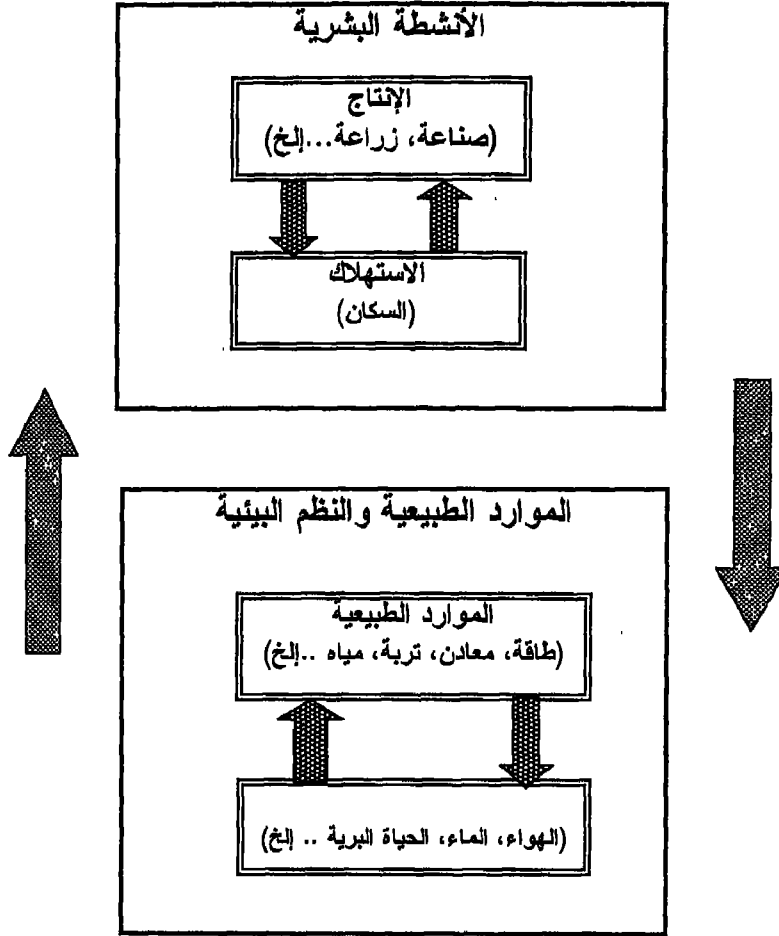 الأنشطة البشرية
الإنتاج
(صناعة، زراعة...إلخ)
الاستهلاك
(السكان)
الموارد الطبيعية والنظم البيئية
الموارد الطبيعية
(طاقة، معادن، تربة، مياه ..إلخ)
(الهواء، الماء، الحياة البرية .. إلخ)